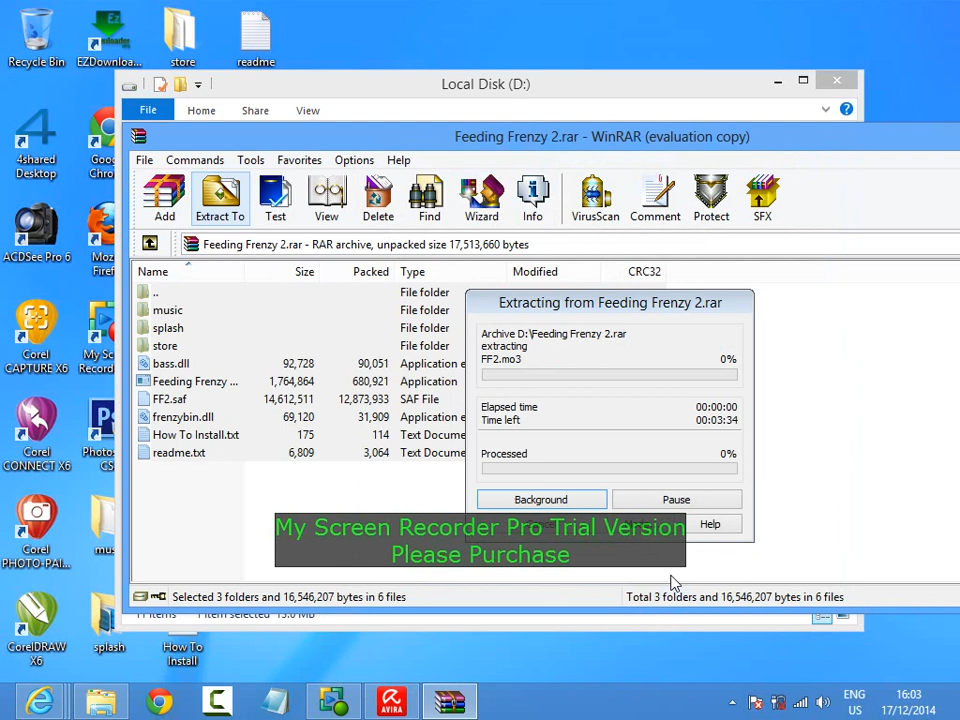 Recycle Bin
EZDownloa...
store
readme
4shared
Desktop
ACDSee Pro 6
Corel
CAPTURE X6
My Sc
Record
Corel
CONNECT X6
Corel
PHOTO-PAI...
CorelDRAW
X6
splash
How To
Install
Local Disk (D:)
File
Home
Share
View
Feeding Frenzy 2.rar - WinRAR (evaluation copy)
File
Commands
Tools
Favorites
Options
Help
Add
Extract To
Test
View
Delete
Find
Wizard
Info
VirusScan
Comment
Protect
SFX
Feeding Frenzy 2.rar - RAR archive, unpacked size 17,513,660 bytes
Name Size Packed Type Modified CRC32
.. File folder
music File folder
splash File folder
store File folder
bass.dll 92,728 90,051 Application e
Feeding Frenzy ... 1,764,864 680,921 Application
FF2.saf 14,612,511 12,873,933 SAF File
frenzybin.dll 69,120 31,909 Application e
How To Install.txt 175 114 Text Docume
readme.txt 6,809 3,064 Text Docume
Extracting from Feeding Frenzy 2.rar
Archive D:\Feeding Frenzy 2.rar
extracting
FF2.mo3 0%
Elapsed time 00:00:00
Time left 00:03:34
Processed 0%
Background
Pause
Help
My Screen Recorder Pro Trial Version
Please Purchase
Selected 3 folders and 16,546,207 bytes in 6 files
Total 3 folders and 16,546,207 bytes in 6 files
AVIRA
ENG
US
16:03
17/12/2014